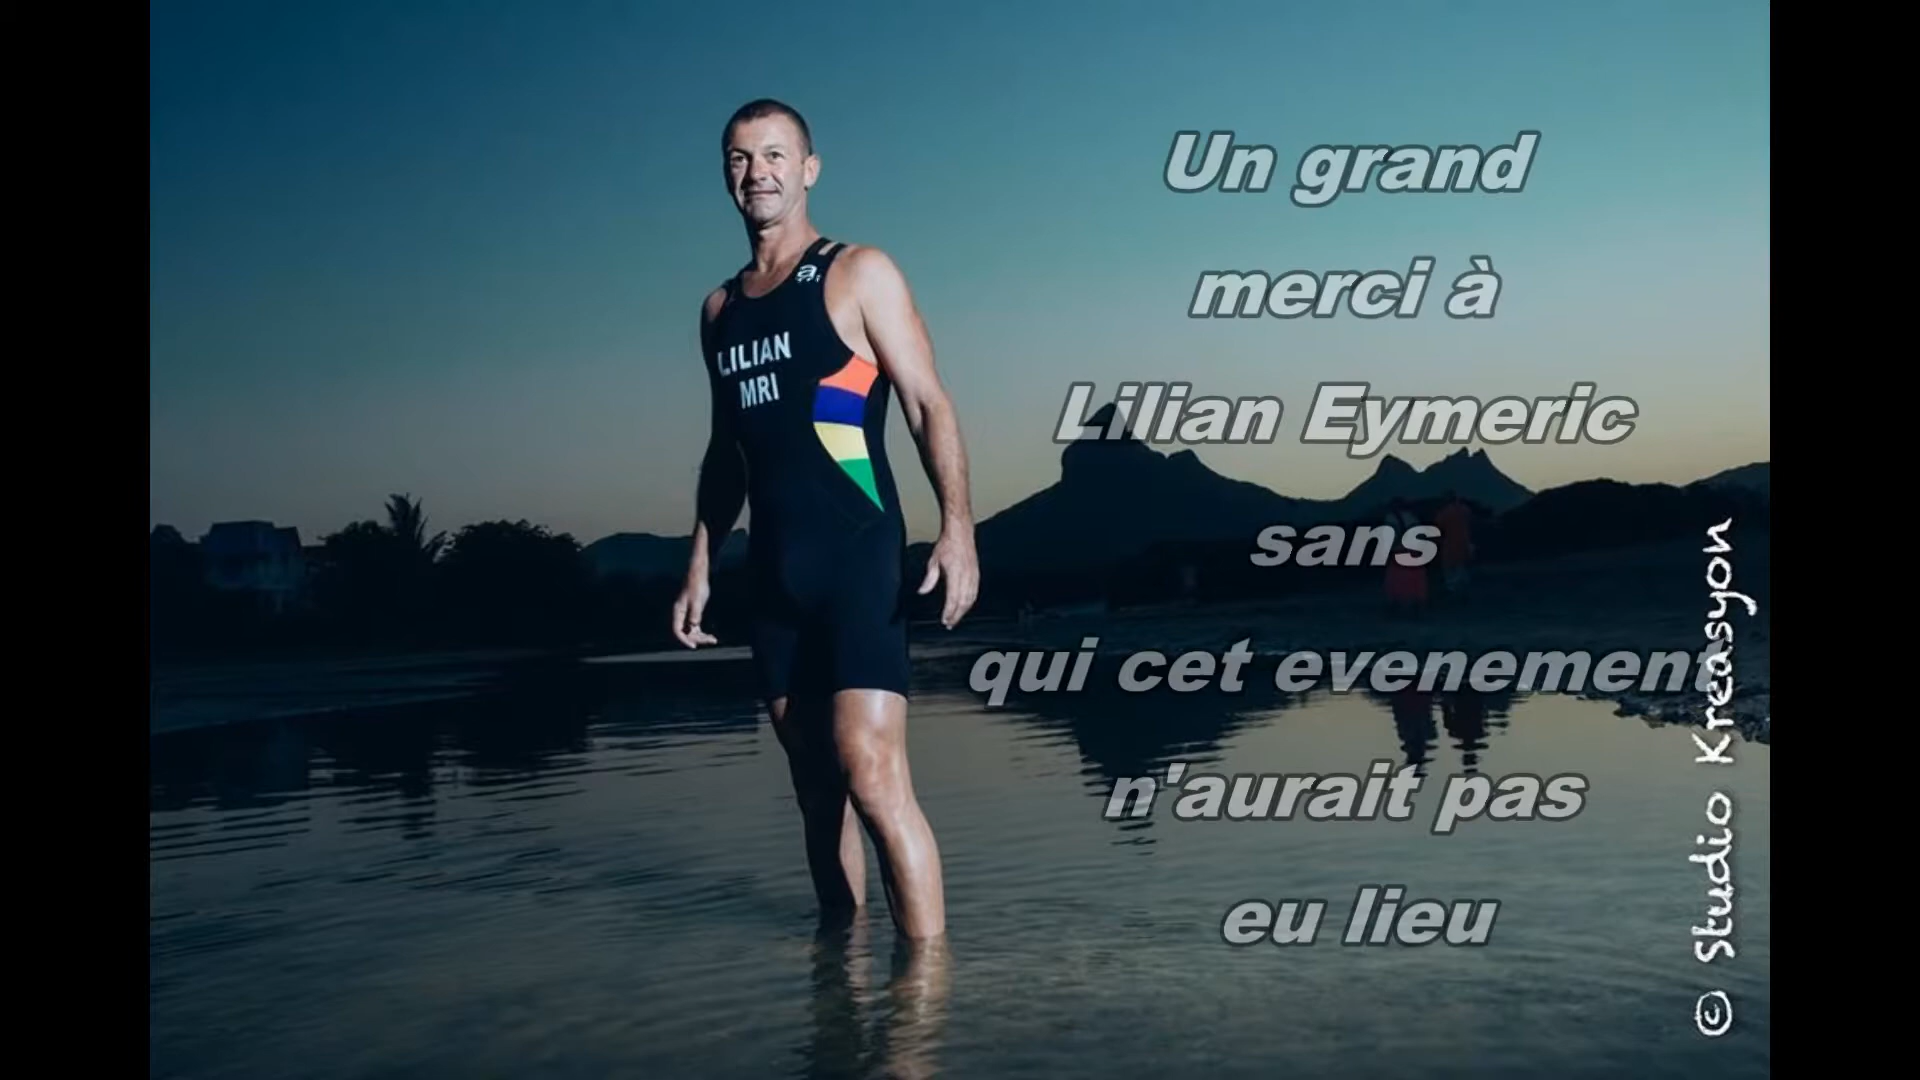 Un grand
merci à
Lilian Eymeric
sans
qui cet evenement
n'aurait pas
eu lieu
LILIAN
MRI
© Studio Kreasyon